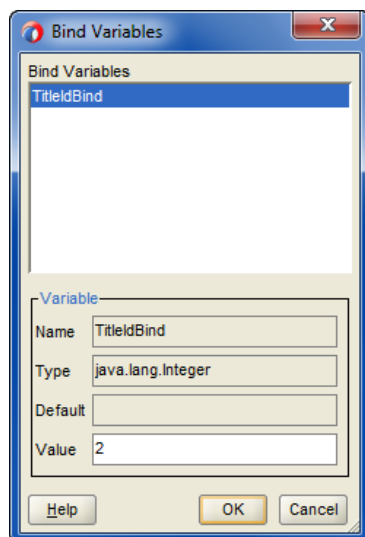 Bind Variables
Bind Variables
TitleIdBind
Variable
Name TitleIdBind
Type java.lang.Integer
Default
Value 2
Help OK Cancel